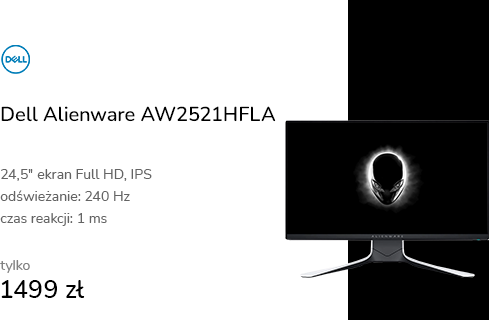 DELL
Dell Alienware AW2521HFLA
24,5" ekran Full HD, IPS
odświeżanie: 240 Hz
czas reakcji: 1 ms
tylko
1499 zł
ALIENWARE